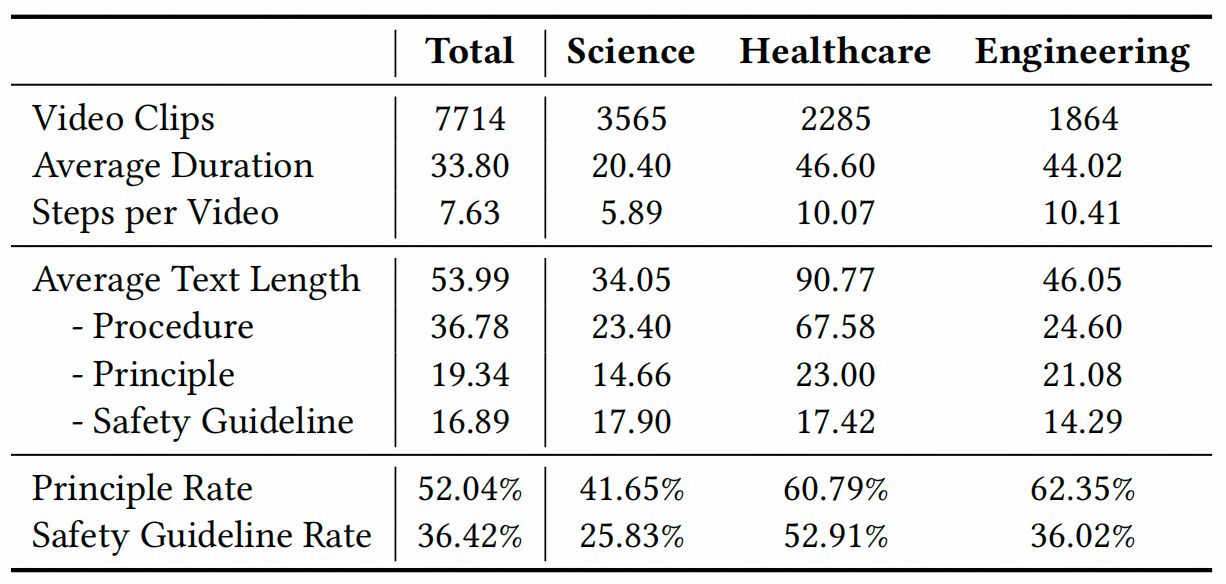 Total Science Healthcare Engineering
Video Clips 7714 3565 2285 1864
Average Duration 33.80 20.40 46.60 44.02
Steps per Video 7.63 5.89 10.07 10.41
Average Text Length 53.99 34.05 90.77 46.05
- Procedure 36.78 23.40 67.58 24.60
- Principle 19.34 14.66 23.00 21.08
- Safety Guideline 16.89 17.90 17.42 14.29
Principle Rate 52.04% 41.65% 60.79% 62.35%
Safety Guideline Rate 36.42% 25.83% 52.91% 36.02%